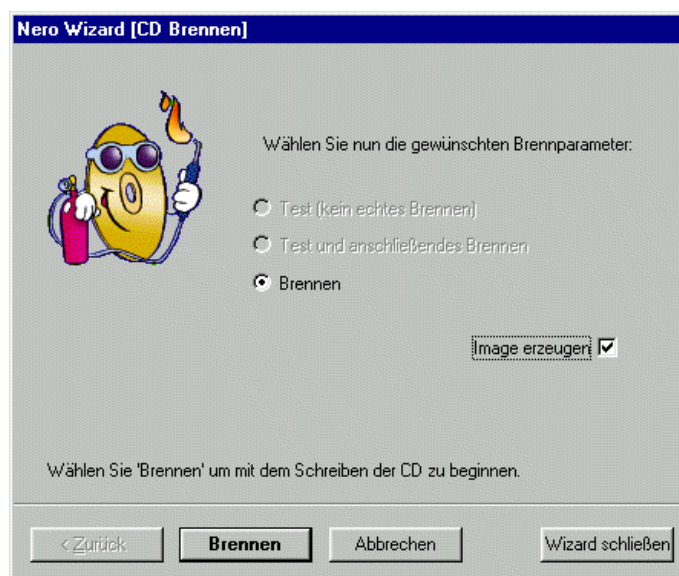 Nero Wizard [CD Brennen]
Wählen Sie nun die gewünschten Brennparameter:
Test (kein echtes Brennen)
Test und anschließendes Brennen
Brennen
Image erzeugen
Wählen Sie 'Brennen' um mit dem Schreiben der CD zu beginnen.
< Zurück Brennen Abbrechen Wizard schließen